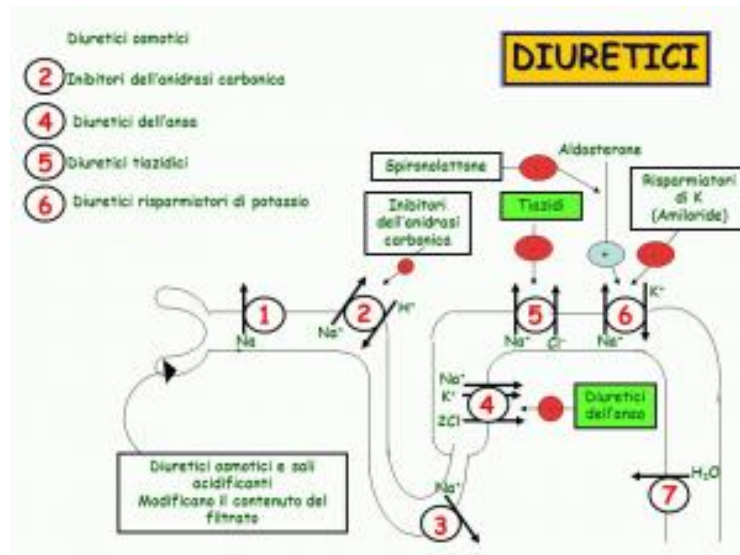 Diuretici osmotici
DIURETICI
2 Inibitori dell'anidrasi carbonica
4 Diuretici dell'ansa
5 Diuretici tiazidici
6 Diuretici risparmiatori di potassio
Spironolattone
Aldosterone
Risparmiatori
di K
(Amiloride)
Inibitori
dell'anidrasi
carbonica
Tiazidi
+
1
Na
2
Na⁺
H⁺
5
Na⁺
Cl⁻
6
Na⁺
K⁺
Na⁺
K⁺
4
2Cl
Diuretici
dell'ansa
Diuretici osmotici e sali
acidificanti
Modificano il contenuto del
filtrato
Na⁺
3
H₂O
7